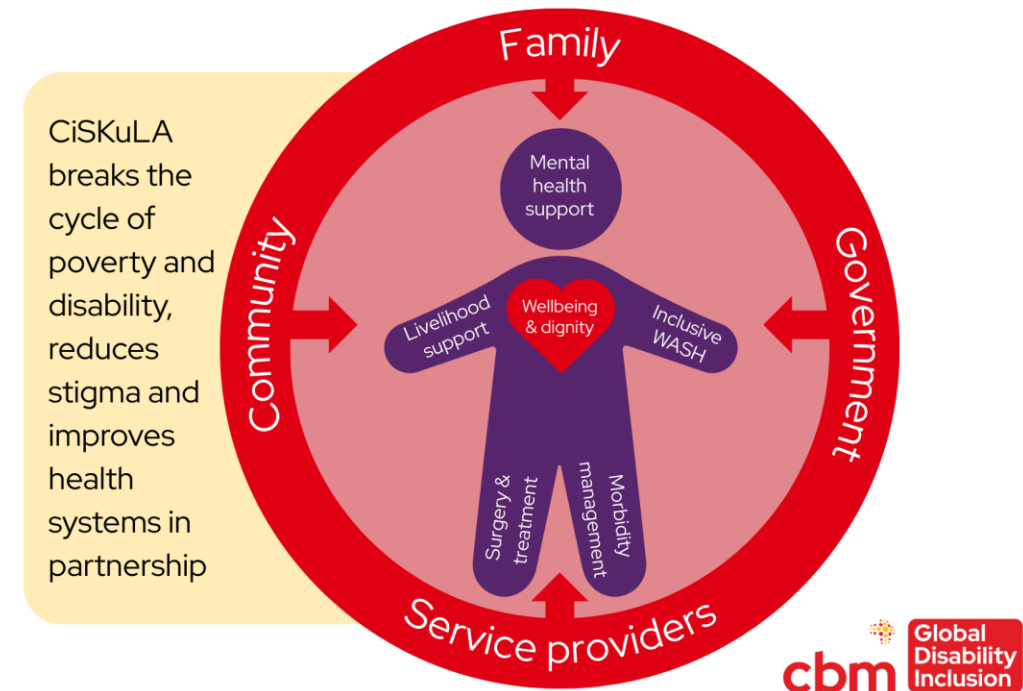 CiSKuLA
breaks the
cycle of
poverty and
disability,
reduces
stigma and
improves
health
systems in
partnership
Family
Community
Government
Service providers
Mental
health
support
Livelihood
support
Wellbeing
& dignity
Inclusive
WASH
Surgery &
treatment
Morbidity
management
cbm
Global
Disability
Inclusion